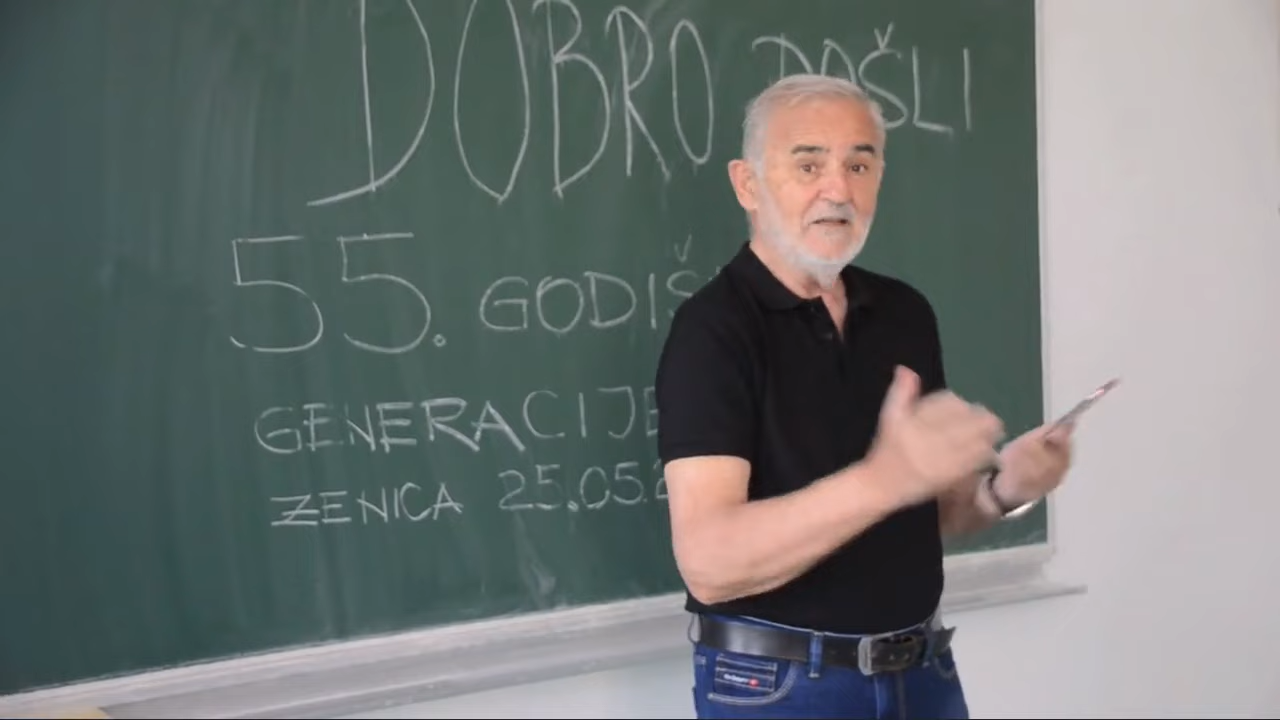 DOBRO DOŠLI
55. GODIŠ
GENERACIJE
ZENICA 25.05.2